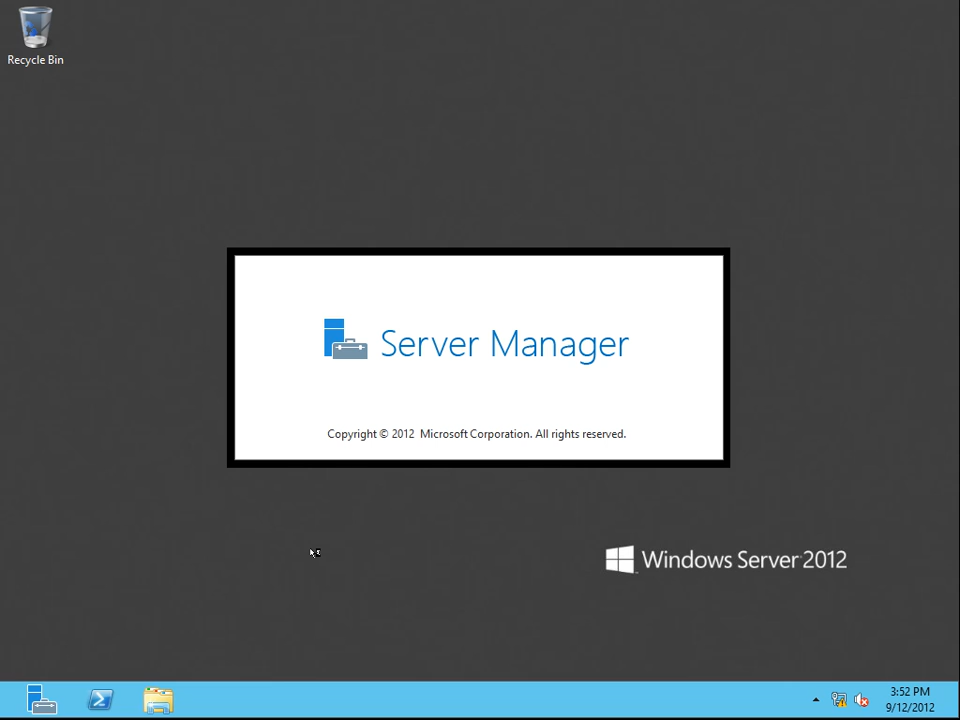 Recycle Bin
Server Manager
Copyright © 2012 Microsoft Corporation. All rights reserved.
Windows Server 2012
3:52 PM
9/12/2012